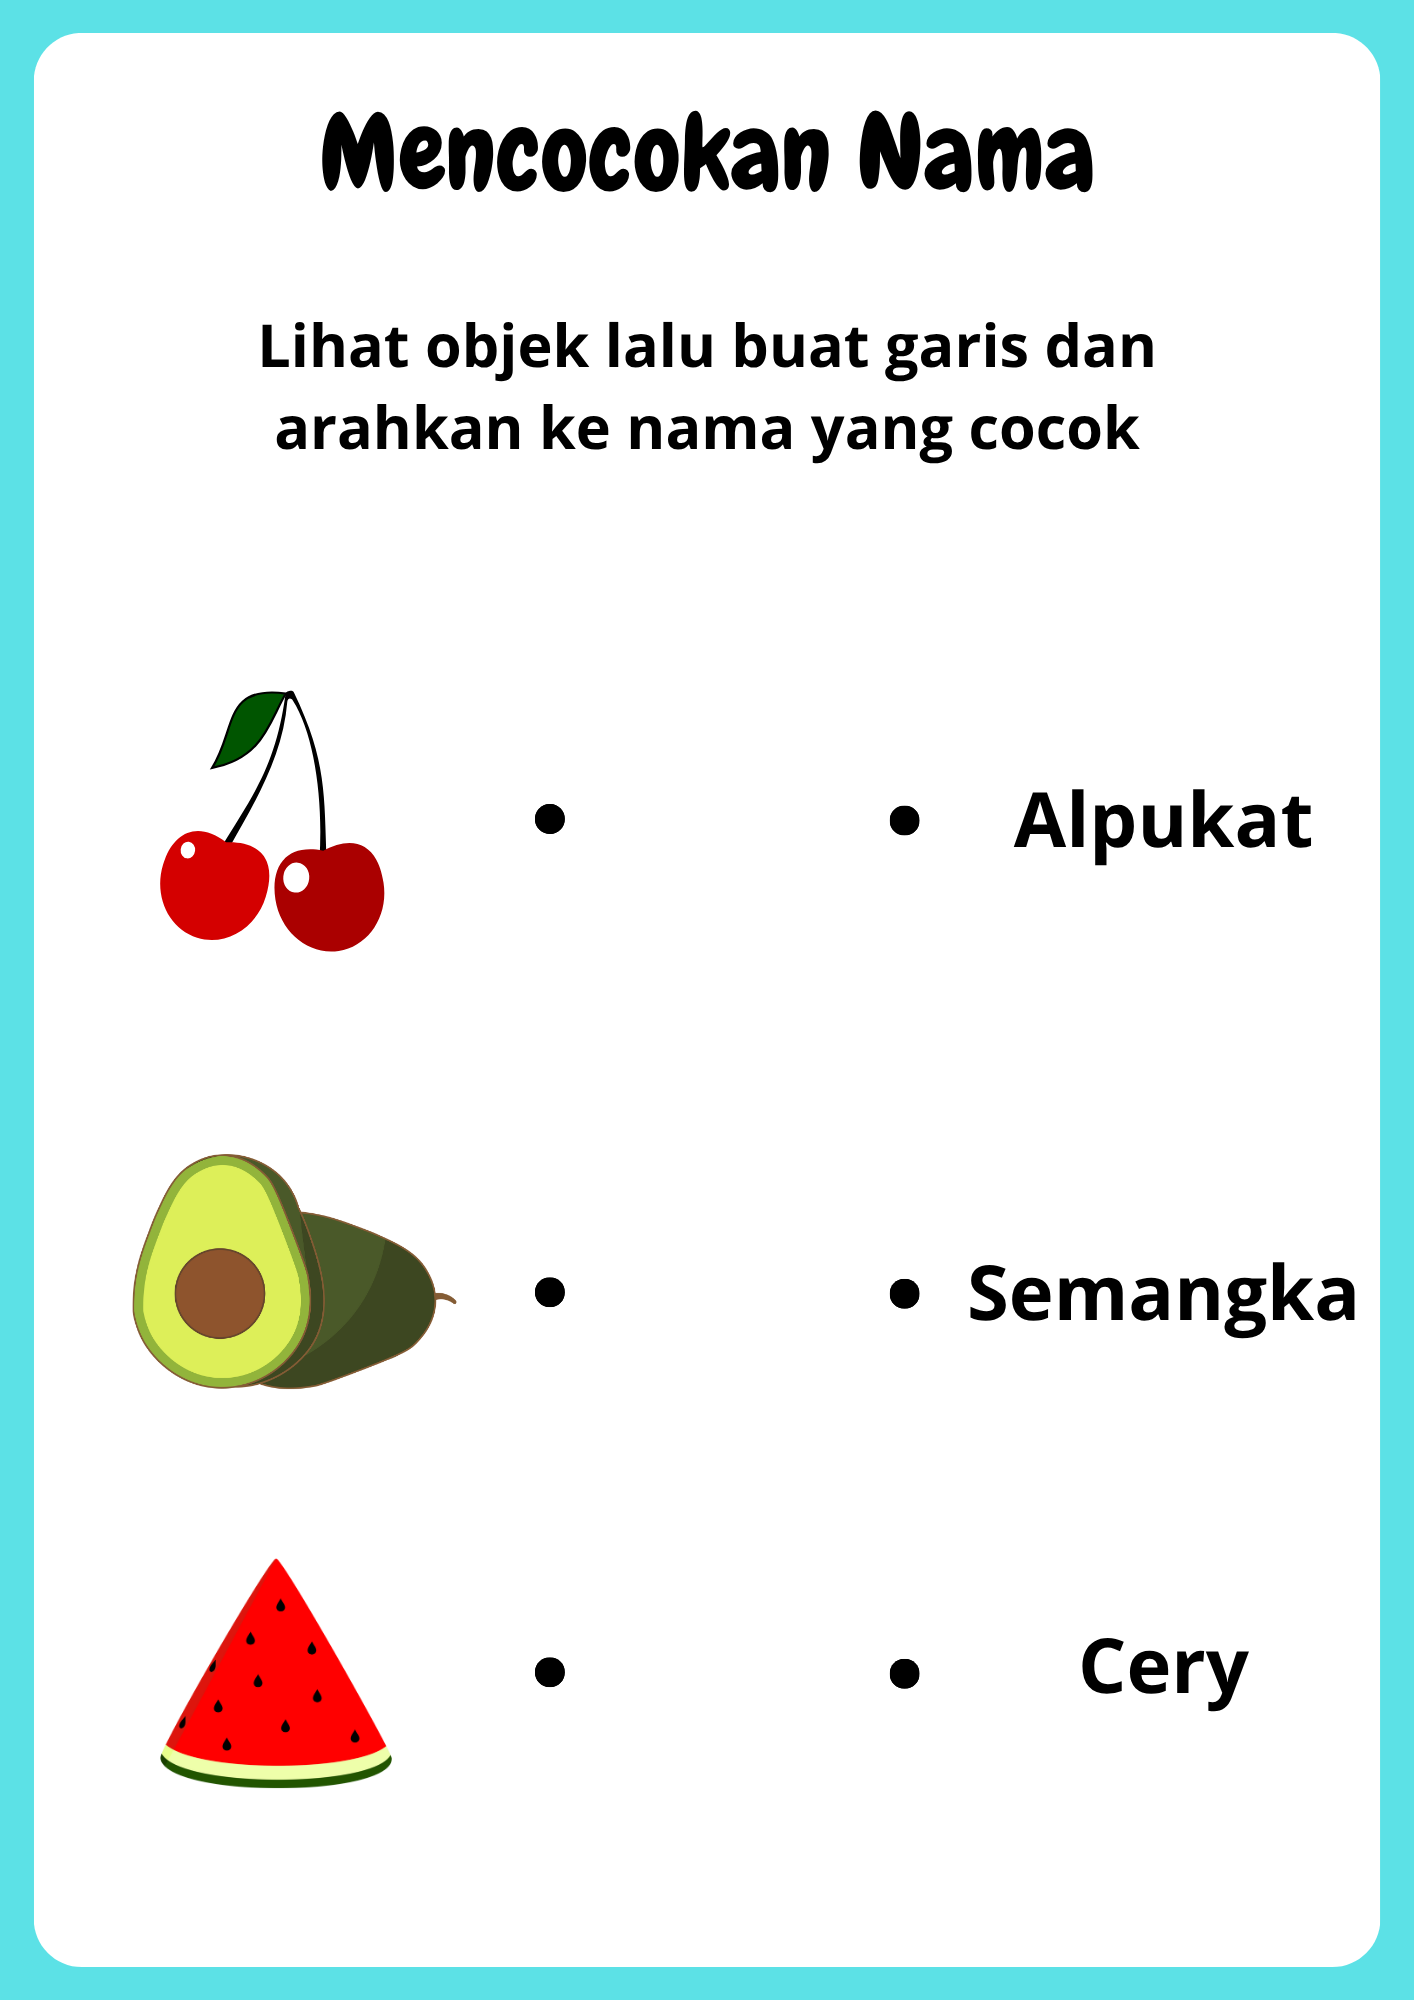 Mencocokan Nama
Lihat objek lalu buat garis dan
arahkan ke nama yang cocok
Alpukat
Semangka
Cery